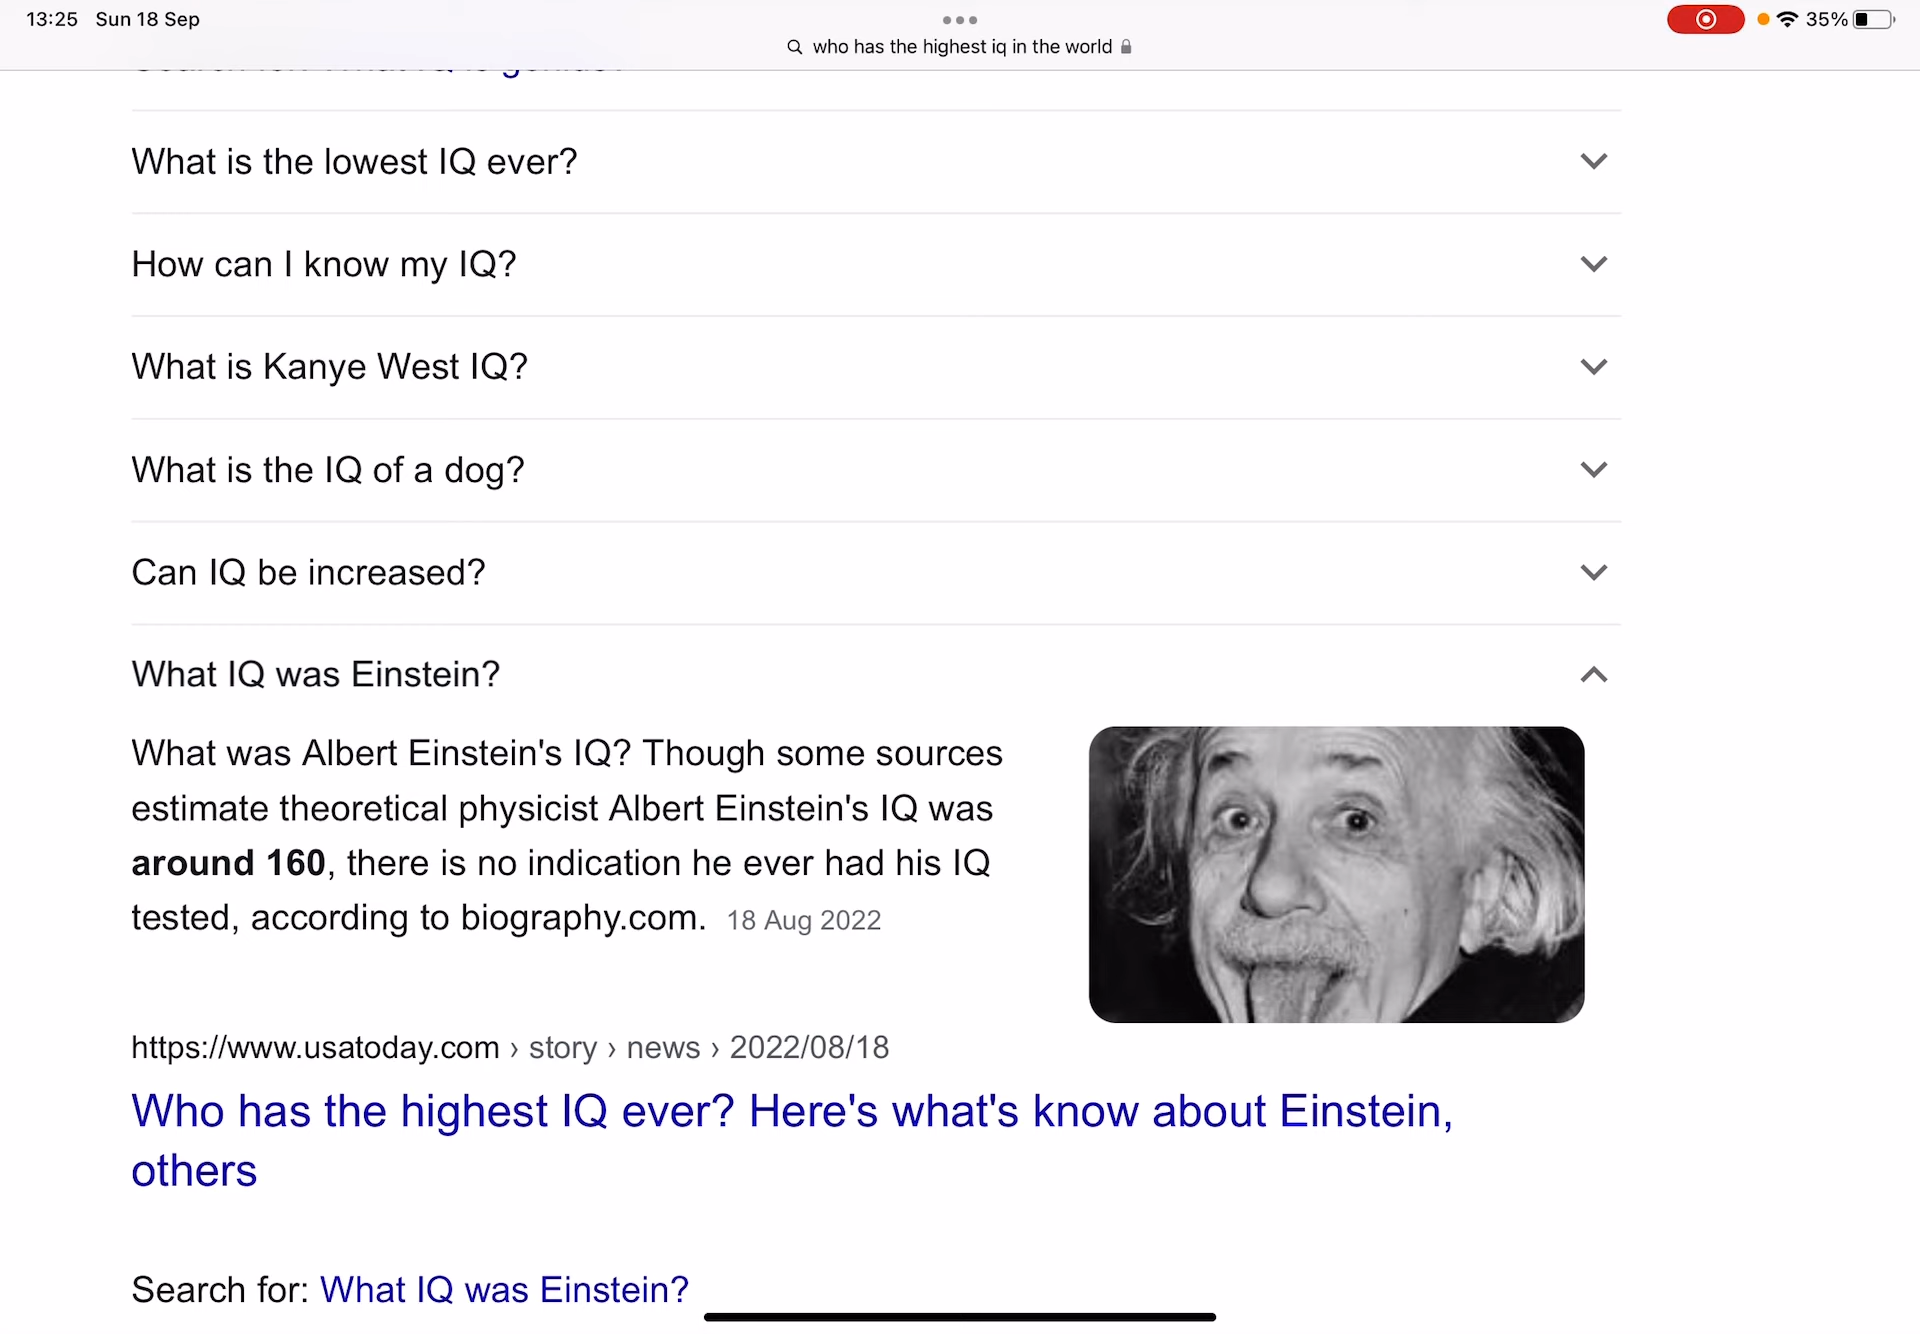 13:25 Sun 18 Sep
35%
who has the highest iq in the world
What is the lowest IQ ever?
How can I know my IQ?
What is Kanye West IQ?
What is the IQ of a dog?
Can IQ be increased?
What IQ was Einstein?
What was Albert Einstein's IQ? Though some sources
estimate theoretical physicist Albert Einstein's IQ was
around 160, there is no indication he ever had his IQ
tested, according to biography.com. 18 Aug 2022
https://www.usatoday.com › story › news › 2022/08/18
Who has the highest IQ ever? Here's what's know about Einstein,
others
Search for: What IQ was Einstein?